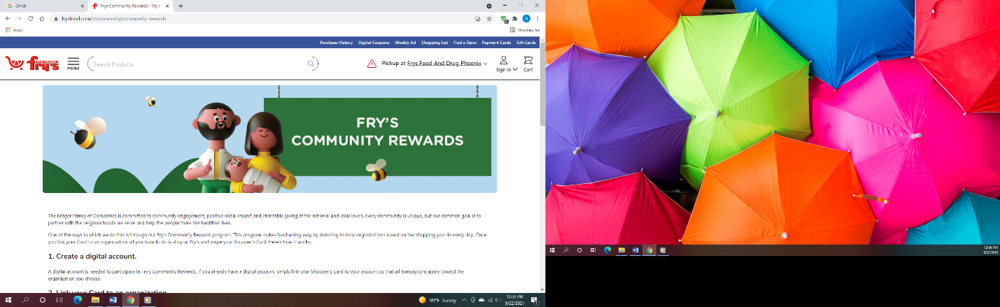 Gmail
Frys Community Rewards - Fry's
frysfood.com/i/community/community-rewards
Apps
Reading list
Purchase History Digital Coupons Weekly Ad Shopping List Find a Store Payment Cards Gift Cards
fry's
MENU
Search Products
Pickup at Frys Food And Drug Phoenix
Sign In
Cart
FRY'S
COMMUNITY REWARDS
The Kroger Family of Companies is committed to community engagement, positive social impact and charitable giving at the national and local levels. Every community is unique, but our common goal is to
partner with the neighborhoods we serve and help the people there live healthier lives.
One of the ways in which we do this is through our Fry's Community Rewards program. This program makes fundraising easy by donating to local organizations based on the shopping you do every day. Once
you link your Card to an organization, all you have to do is shop at Fry's and swipe your Shopper's Card. Here's how it works:
1. Create a digital account.
A digital account is needed to participate in Fry's Community Rewards. If you already have a digital account, simply link your Shopper's Card to your account so that all transactions apply toward the
organization you choose.
2. Link your Card to an organization
99°F Sunny
12:56 PM
9/22/2021
12:56 PM
9/22/2021